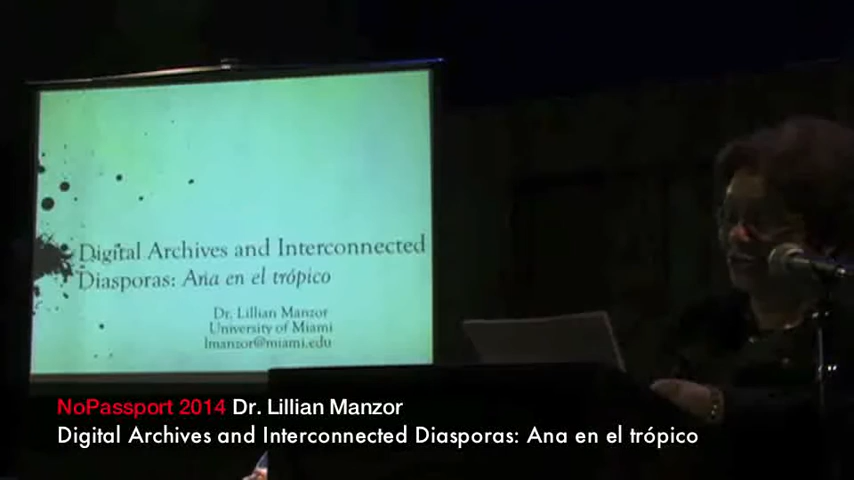 Digital Archives and Interconnected
Diasporas: Ana en el trópico
Dr. Lillian Manzor
University of Miami
lmanzor@miami.edu
NoPassport 2014 Dr. Lillian Manzor
Digital Archives and Interconnected Diasporas: Ana en el trópico